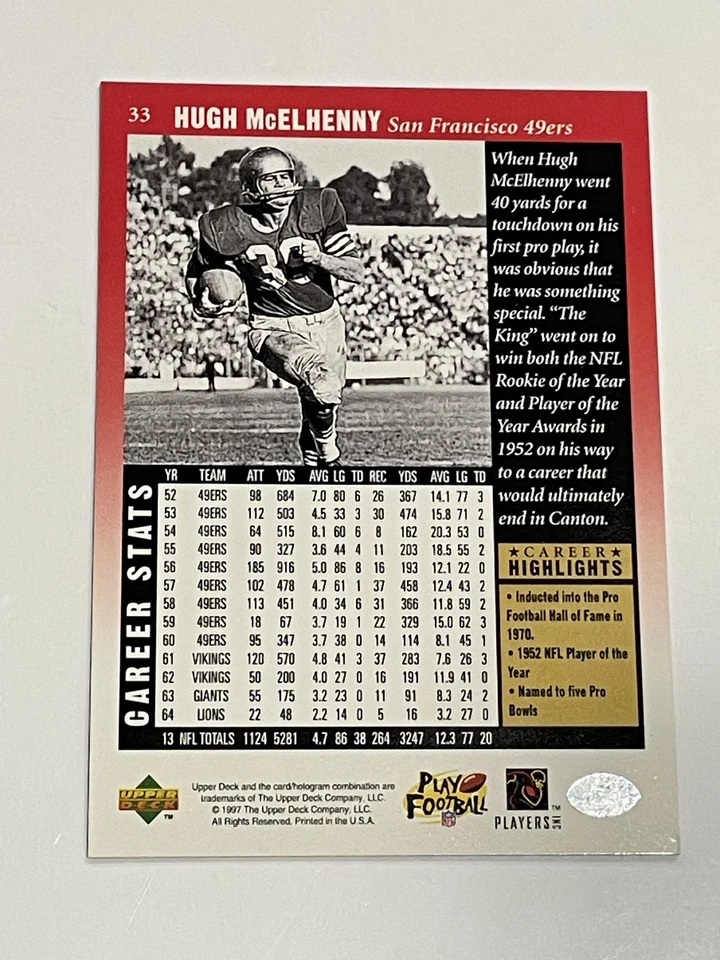 33 HUGH McELHENNY San Francisco 49ers
39
When Hugh
McElhenny went
40 yards for a
touchdown on his
first pro play, it
was obvious that
he was something
special. “The
King” went on to
win both the NFL
Rookie of the Year
and Player of the
Year Awards in
1952 on his way
to a career that
would ultimately
end in Canton.
CAREER STATS
YR TEAM ATT YDS AVG LG TD REC YDS AVG LG TD
52 49ERS 98 684 7.0 80 6 26 367 14.1 77 3
53 49ERS 112 503 4.5 33 3 30 474 15.8 71 2
54 49ERS 64 515 8.1 60 6 8 162 20.3 53 0
55 49ERS 90 327 3.6 44 4 11 203 18.5 55 2
56 49ERS 185 916 5.0 86 8 16 193 12.1 22 0
57 49ERS 102 478 4.7 61 1 37 458 12.4 43 2
58 49ERS 113 451 4.0 34 6 31 366 11.8 59 2
59 49ERS 18 67 3.7 19 1 22 329 15.0 62 3
60 49ERS 95 347 3.7 38 0 14 114 8.1 45 1
61 VIKINGS 120 570 4.8 41 3 37 283 7.6 26 3
62 VIKINGS 50 200 4.0 27 0 16 191 11.9 41 0
63 GIANTS 55 175 3.2 23 0 11 91 8.3 24 2
64 LIONS 22 48 2.2 14 0 5 16 3.2 27 0
13 NFL TOTALS 1124 5281 4.7 86 38 264 3247 12.3 77 20
★CAREER★
HIGHLIGHTS
• Inducted into the Pro
Football Hall of Fame in
1970.
• 1952 NFL Player of the
Year
• Named to five Pro
Bowls
UPPER
DECK
TM
Upper Deck and the card/hologram combination are
trademarks of The Upper Deck Company, LLC.
© 1997 The Upper Deck Company, LLC.
All Rights Reserved. Printed in the U.S.A.
PLAY
FOOTBALL
NFL
TM
PLAYERS INC